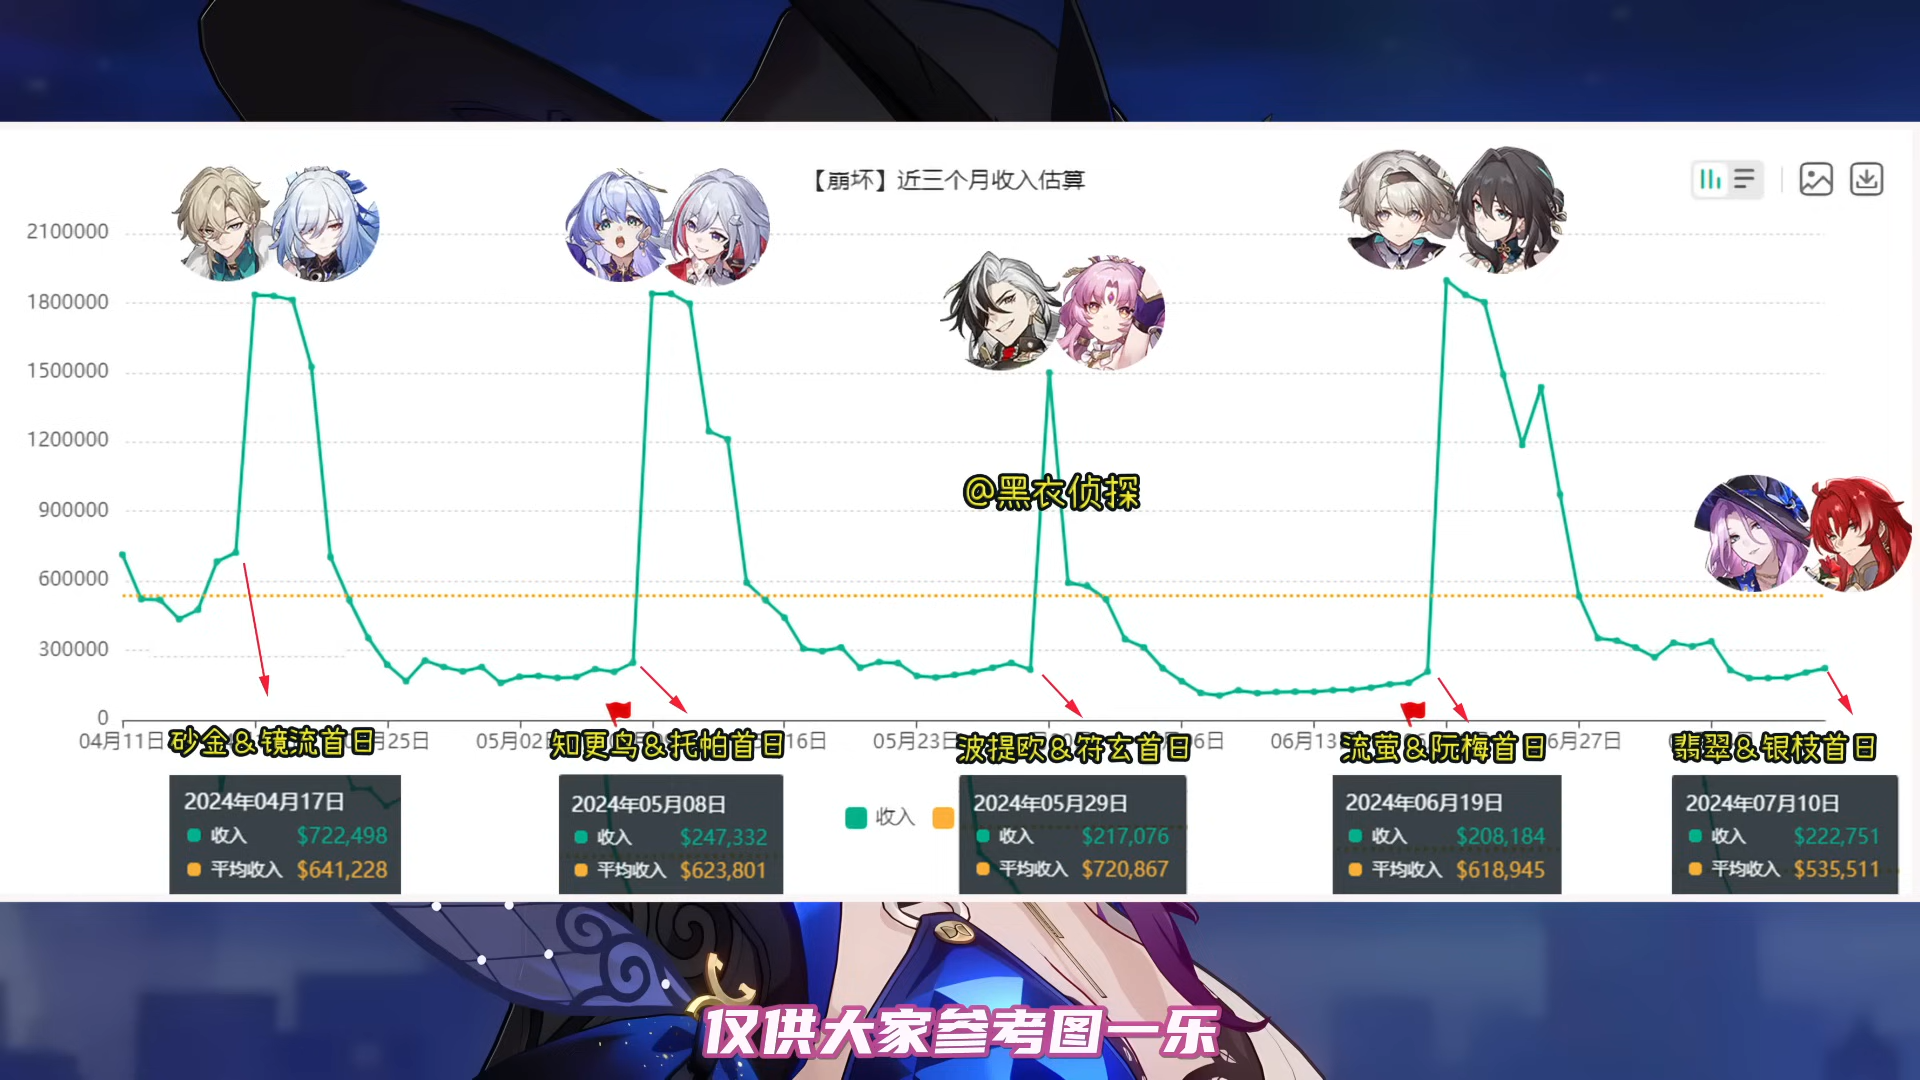 【崩坏】近三个月收入估算
2100000
1800000
1500000
1200000
900000
600000
300000
0
@黑衣侦探
04月11日
25日
05月02
16日
05月23日
6日
06月13
6月27日
砂金&镜流首日
知更鸟&托帕首日
波提欧&符玄首日
流萤&阮梅首日
翡翠&银枝首日
2024年04月17日
收入 $722,498
平均收入 $641,228
2024年05月08日
收入 $247,332
平均收入 $623,801
收入
2024年05月29日
收入 $217,076
平均收入 $720,867
2024年06月19日
收入 $208,184
平均收入 $618,945
2024年07月10日
收入 $222,751
平均收入 $535,511
仅供大家参考图一乐